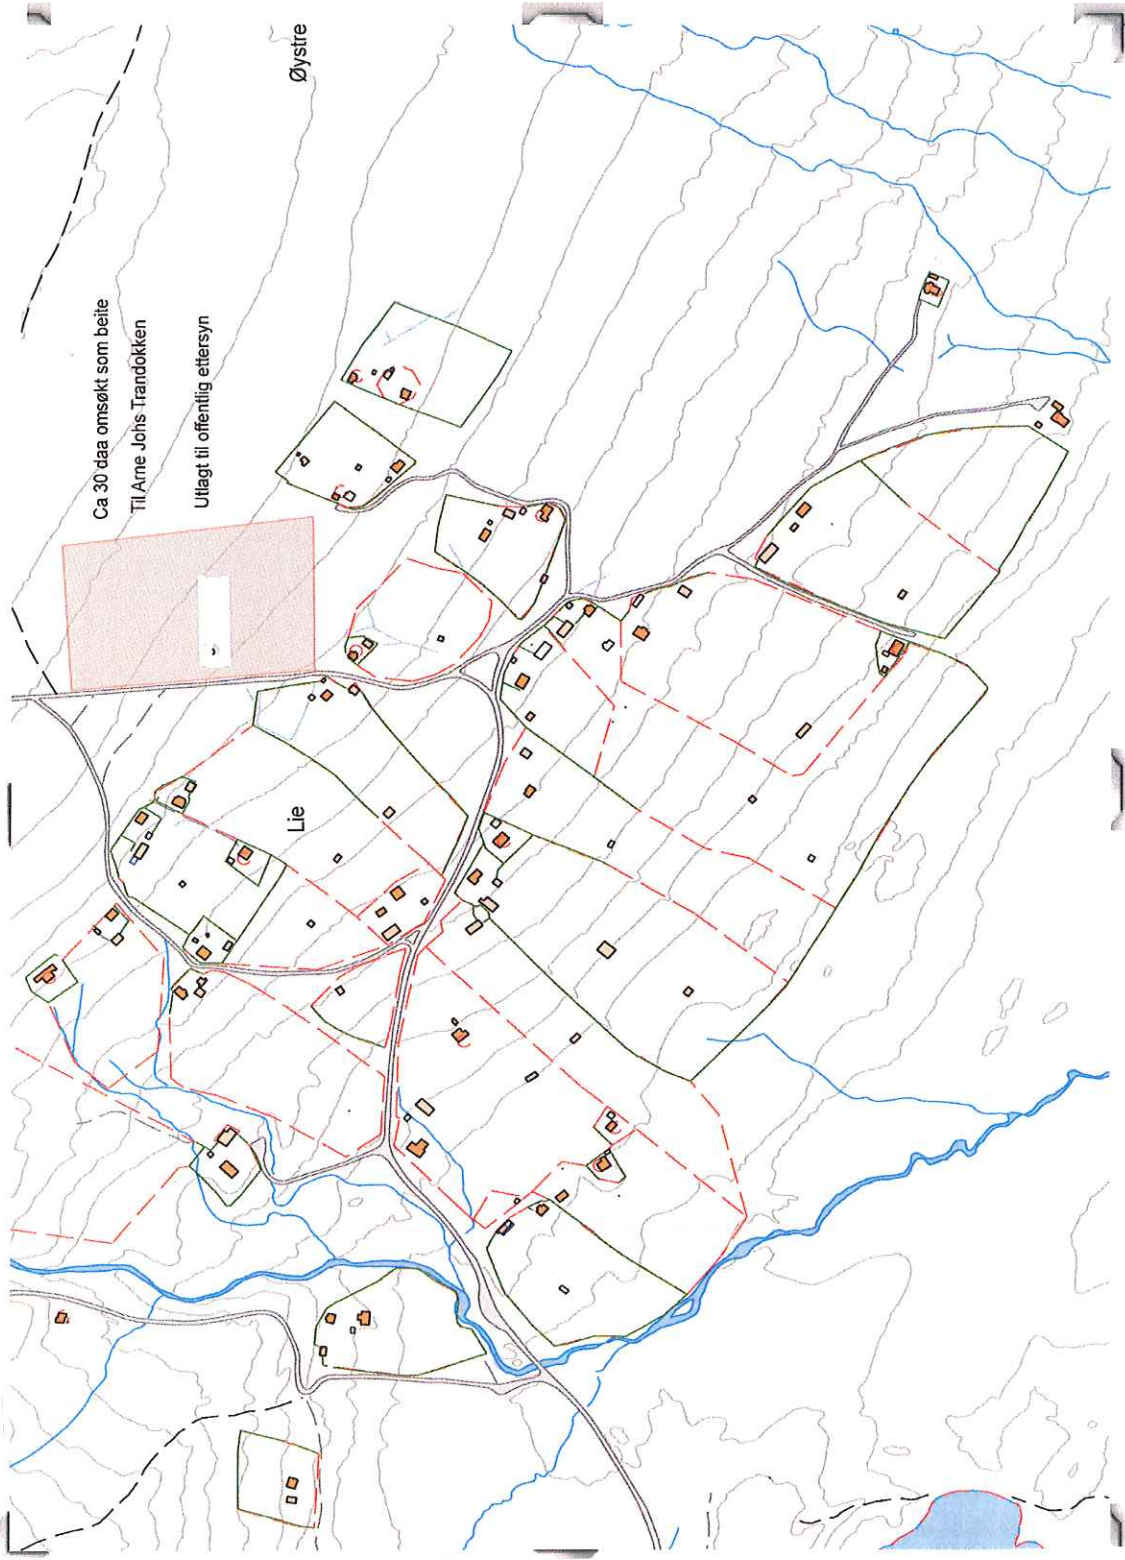 Øystre
Ca 30 daa omsøkt som beite
Til Arne Johs Trandokken
Utlagt til offentlig ettersyn
Lie